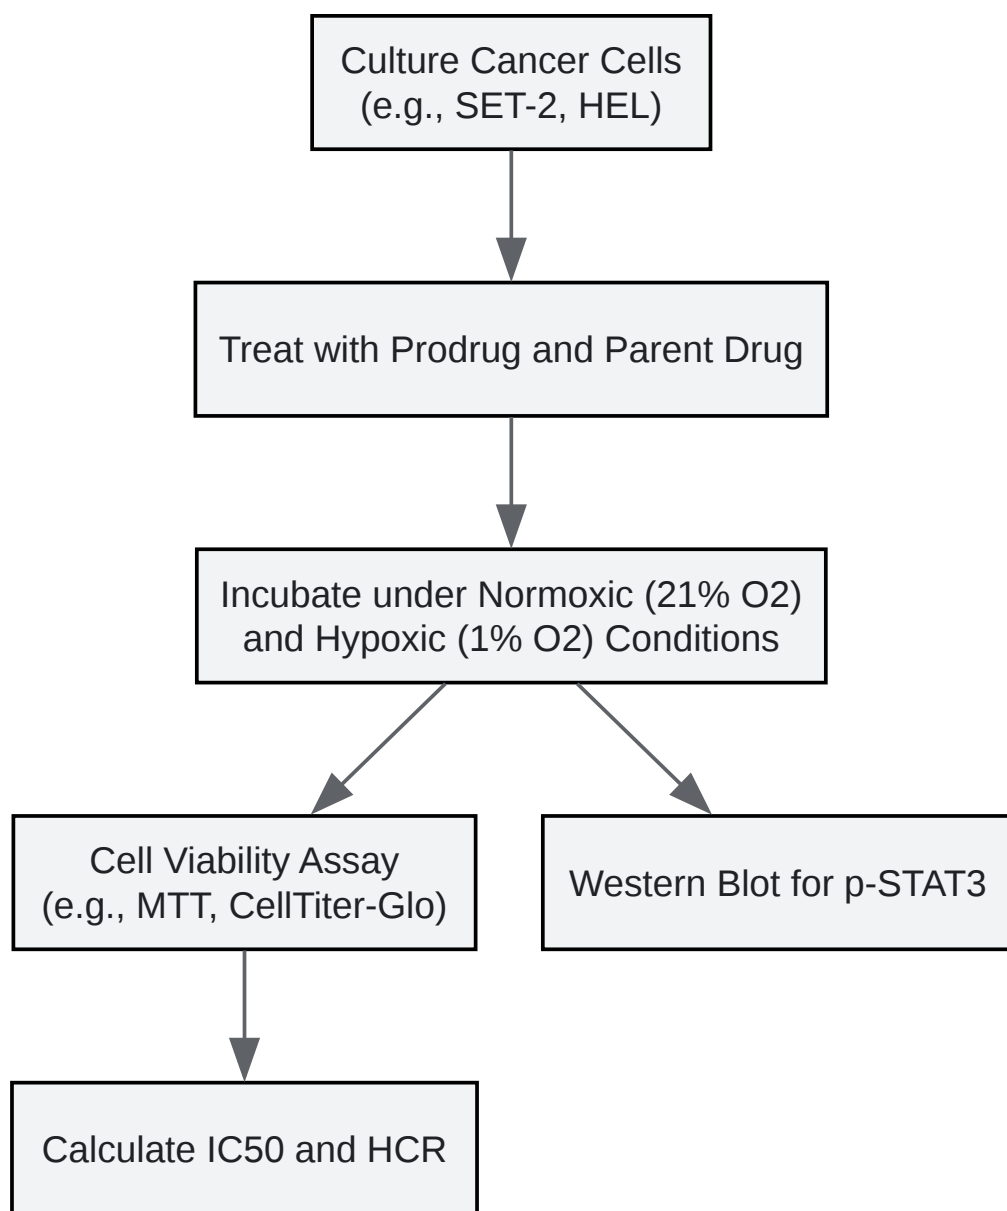 Culture Cancer Cells
(e.g., SET-2, HEL)
Treat with Prodrug and Parent Drug
Incubate under Normoxic (21% O2)
and Hypoxic (1% O2) Conditions
Cell Viability Assay
(e.g., MTT, CellTiter-Glo)
Western Blot for p-STAT3
Calculate IC50 and HCR